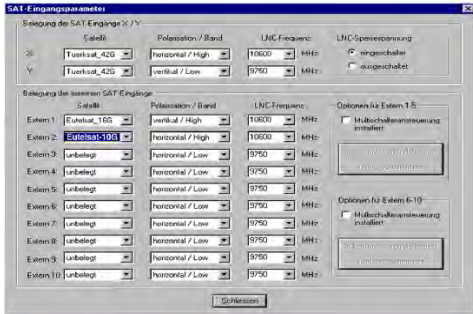 SAT-Eingangsparameter
Belegung der SAT-Eingänge X / Y
Satellit Polarisation / Band LNC-Frequenz LNC-Speisespannung
X: Tuerksat_42G horizontal / High 10600 MHz eingeschaltet
Y: Tuerksat_42G vertikal / Low 9750 MHz ausgeschaltet
Belegung der externen SAT-Eingänge
Satellit Polarisation / Band LNC-Frequenz Optionen für Extern 1-5
Extern 1: Eutelsat_16G vertikal / High 10600 MHz Multischalteransteuerung installiert
Extern 2: Eutelsat-10G horizontal / High 10600 MHz
Extern 3: unbelegt horizontal / Low 9750 MHz
Extern 4: unbelegt horizontal / Low 9750 MHz
Extern 5: unbelegt horizontal / Low 9750 MHz
Extern 6: unbelegt horizontal / Low 9750 MHz Optionen für Extern 6-10
Extern 7: unbelegt horizontal / Low 9750 MHz Multischalteransteuerung installiert
Extern 8: unbelegt horizontal / Low 9750 MHz
Extern 9: unbelegt horizontal / Low 9750 MHz
Extern 10: unbelegt horizontal / Low 9750 MHz
Schliessen